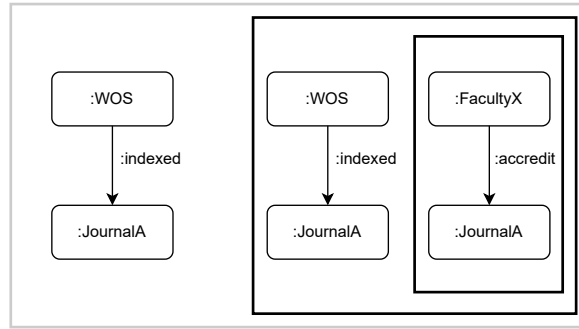 :WOS
:indexed
:JournalA
:WOS
:indexed
:JournalA
:FacultyX
:accredit
:JournalA